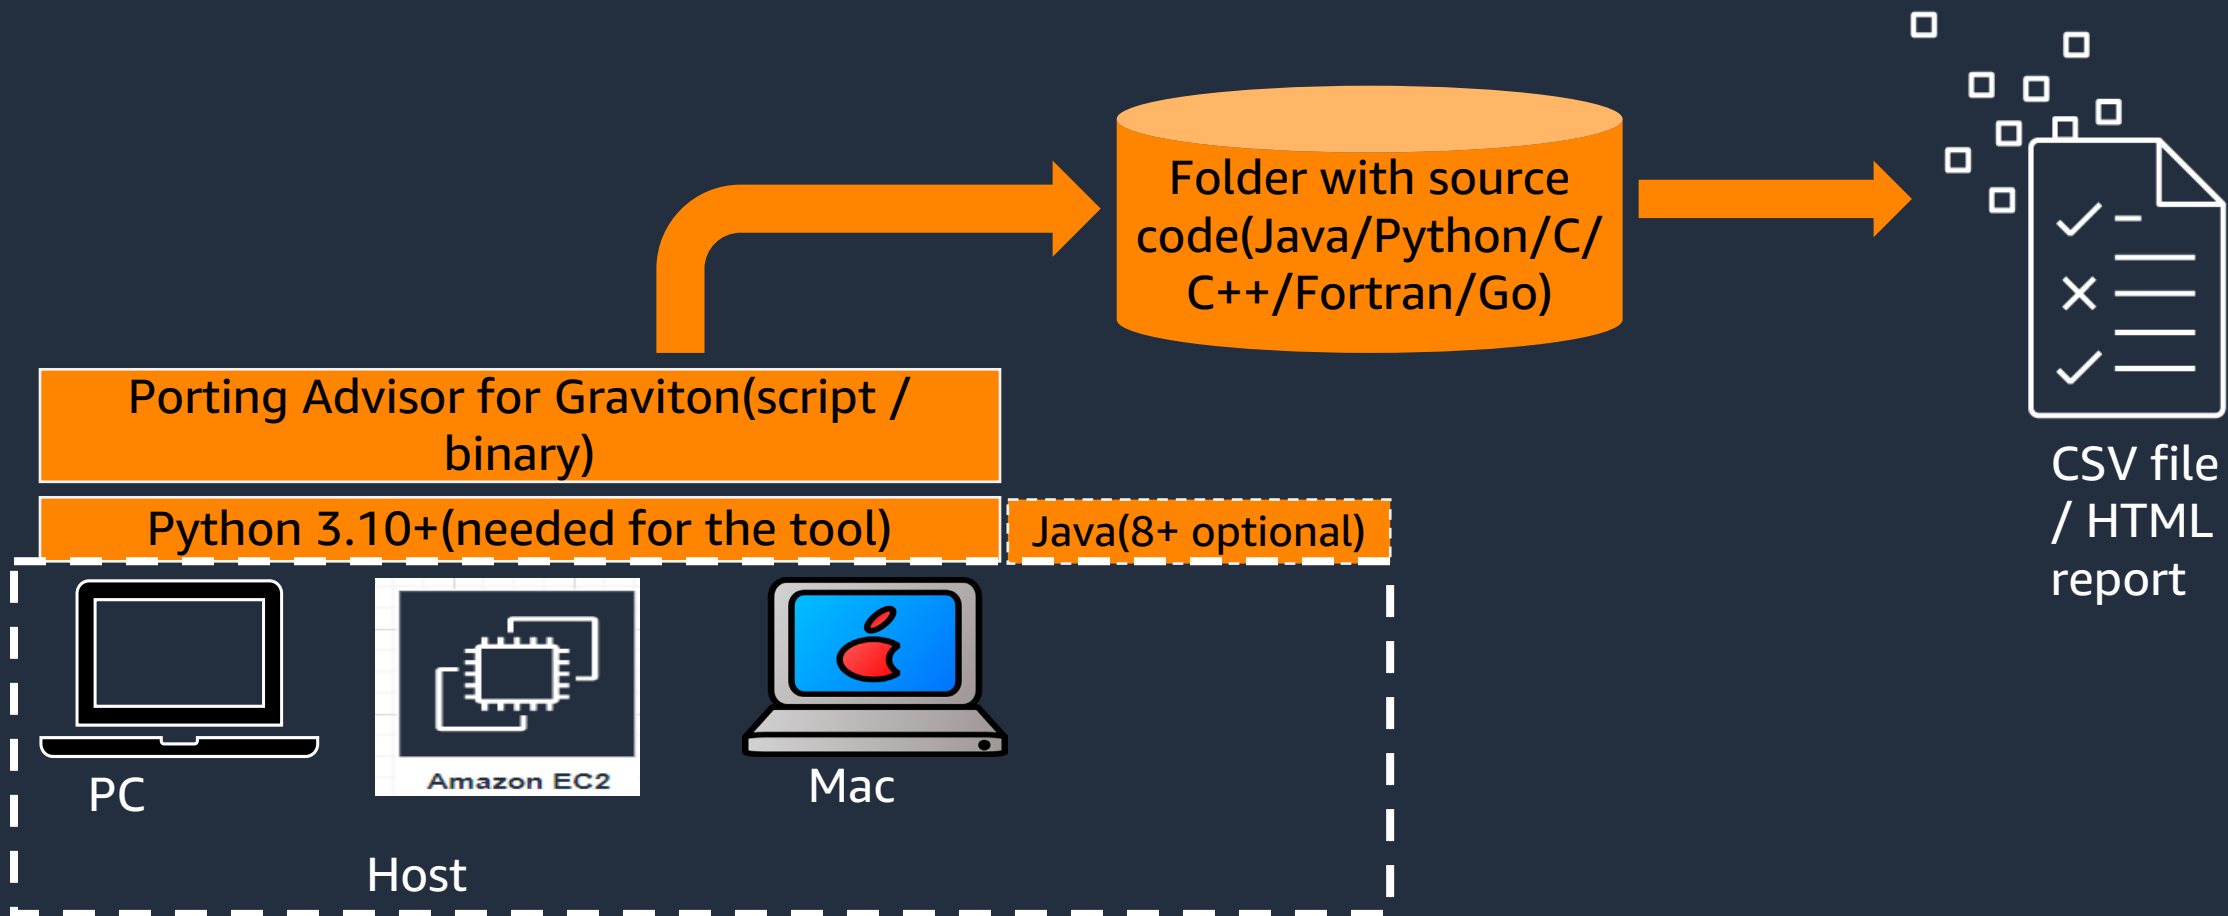 Folder with source
code(Java/Python/C/
C++/Fortran/Go)
Porting Advisor for Graviton(script /
binary)
Python 3.10+(needed for the tool)
Java(8+ optional)
CSV file
/ HTML
report
PC
Amazon EC2
Mac
Host